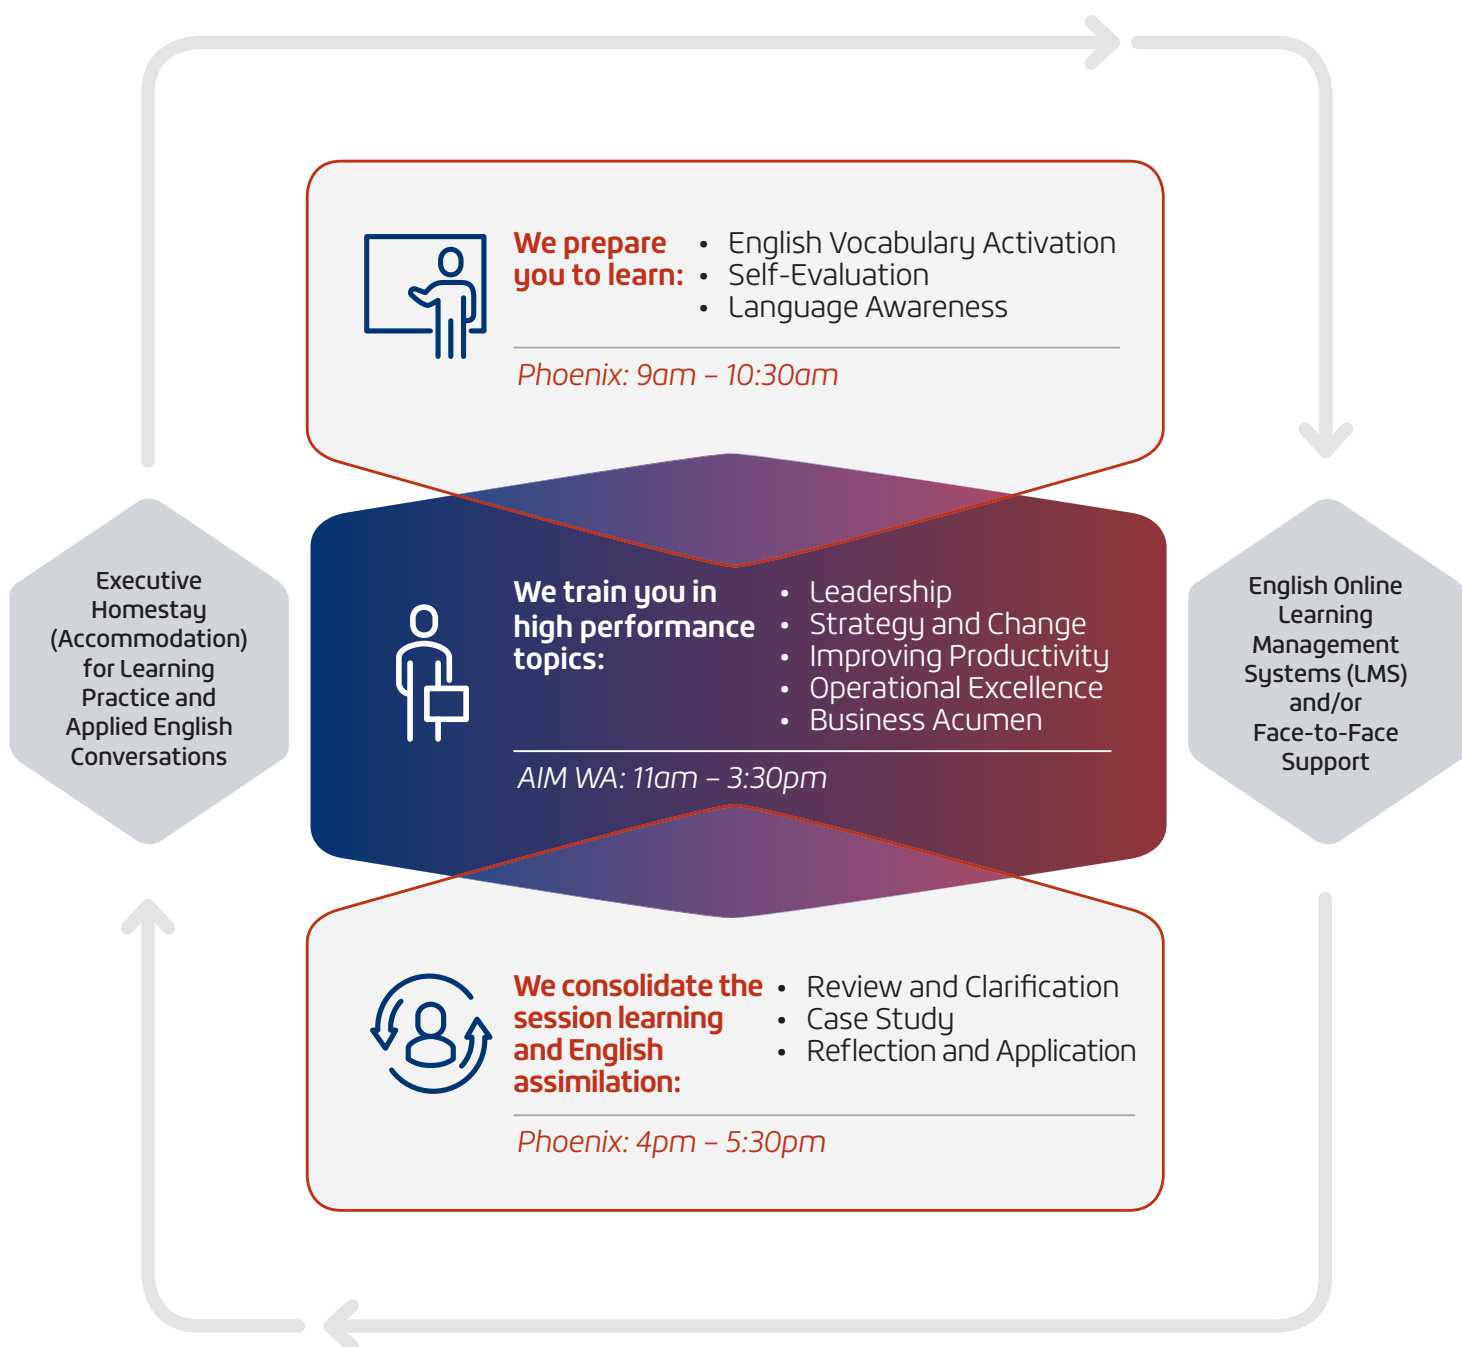 We prepare
you to learn:
• English Vocabulary Activation
• Self-Evaluation
• Language Awareness
Phoenix: 9am – 10:30am
Executive
Homestay
(Accommodation)
for Learning
Practice and
Applied English
Conversations
We train you in
high performance
topics:
• Leadership
• Strategy and Change
• Improving Productivity
• Operational Excellence
• Business Acumen
AIM WA: 11am – 3:30pm
English Online
Learning
Management
Systems (LMS)
and/or
Face-to-Face
Support
We consolidate the
session learning
and English
assimilation:
• Review and Clarification
• Case Study
• Reflection and Application
Phoenix: 4pm – 5:30pm